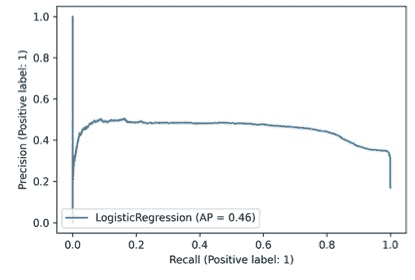 1.0
0.8
0.6
0.4
0.2
0.0
Precision (Positive label: 1)
LogisticRegression (AP = 0.46)
0.0 0.2 0.4 0.6 0.8 1.0
Recall (Positive label: 1)